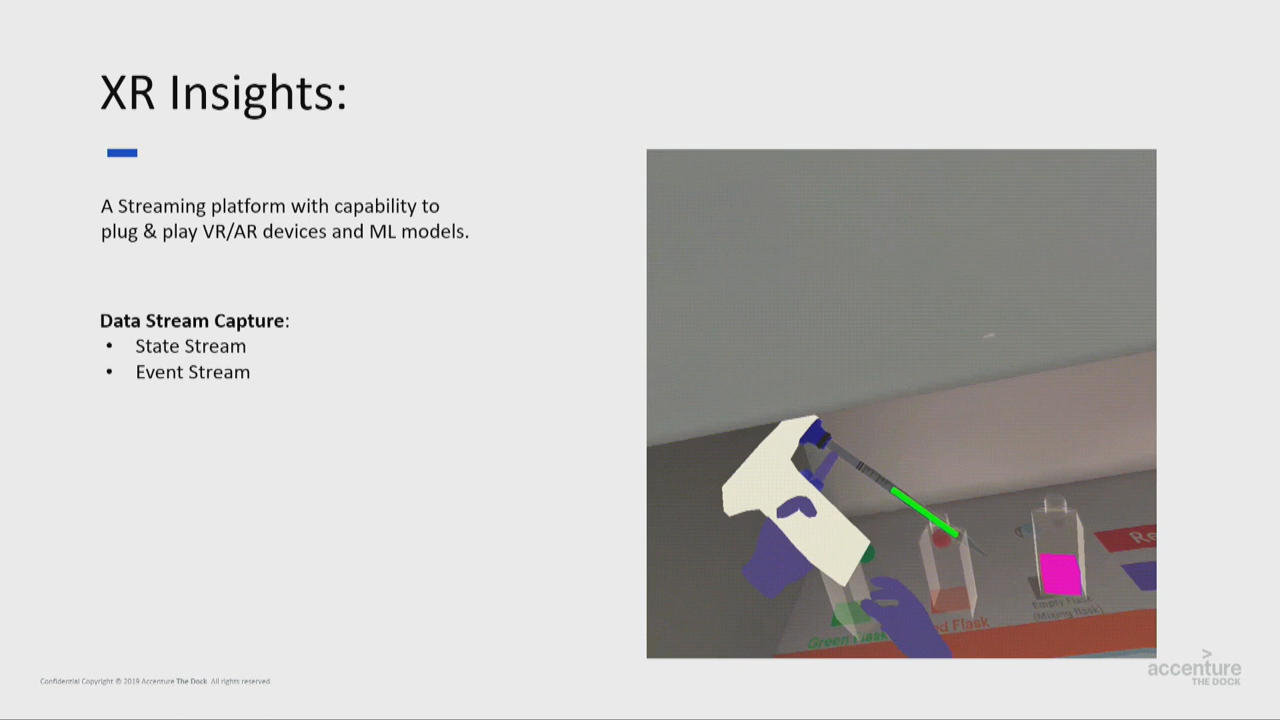 XR Insights:
A Streaming platform with capability to
plug & play VR/AR devices and ML models.
Data Stream Capture:
• State Stream
• Event Stream
Green Flask
ed Flask
Empty Flask
(Mixing flask)
Re
Confidential Copyright © 2019 Accenture The Dock. All rights reserved.
>
accenture
THE DOCK